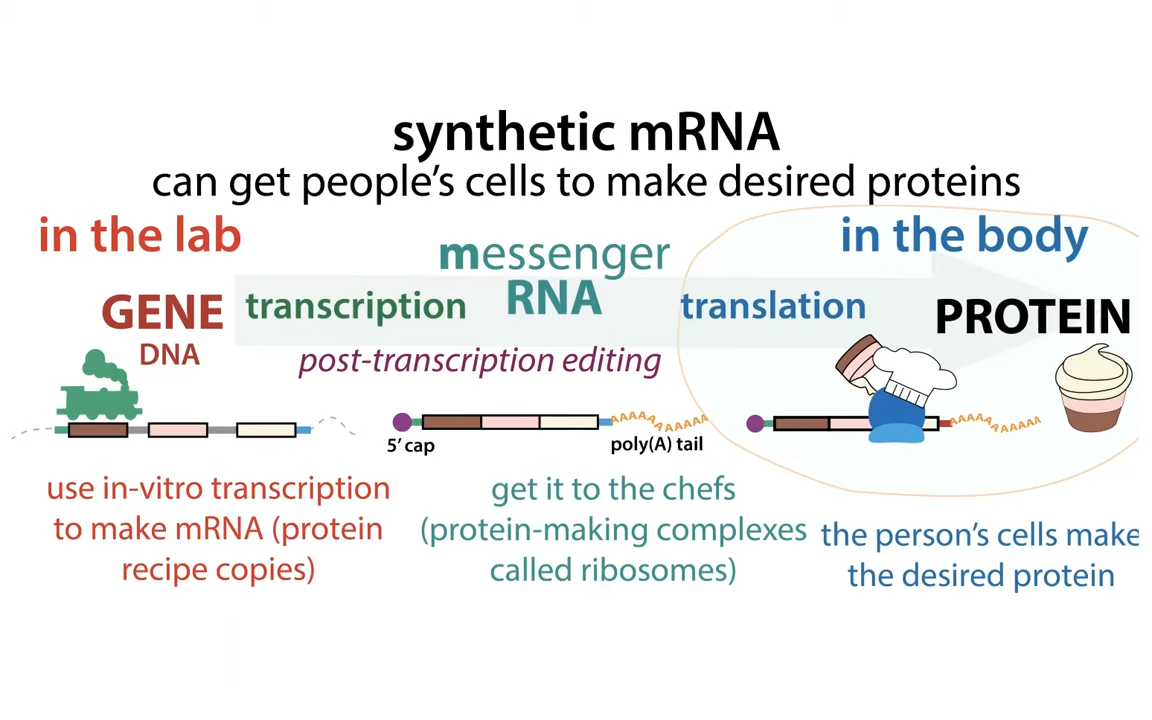 synthetic mRNA
can get people's cells to make desired proteins
in the lab
in the body
messenger
RNA
GENE
DNA
transcription
translation
PROTEIN
post-transcription editing
5' cap
AAAAAAAAAAAA
poly(A) tail
AAAAAAAAAAA
use in-vitro transcription
to make mRNA (protein
recipe copies)
get it to the chefs
(protein-making complexes
called ribosomes)
the person's cells make
the desired protein